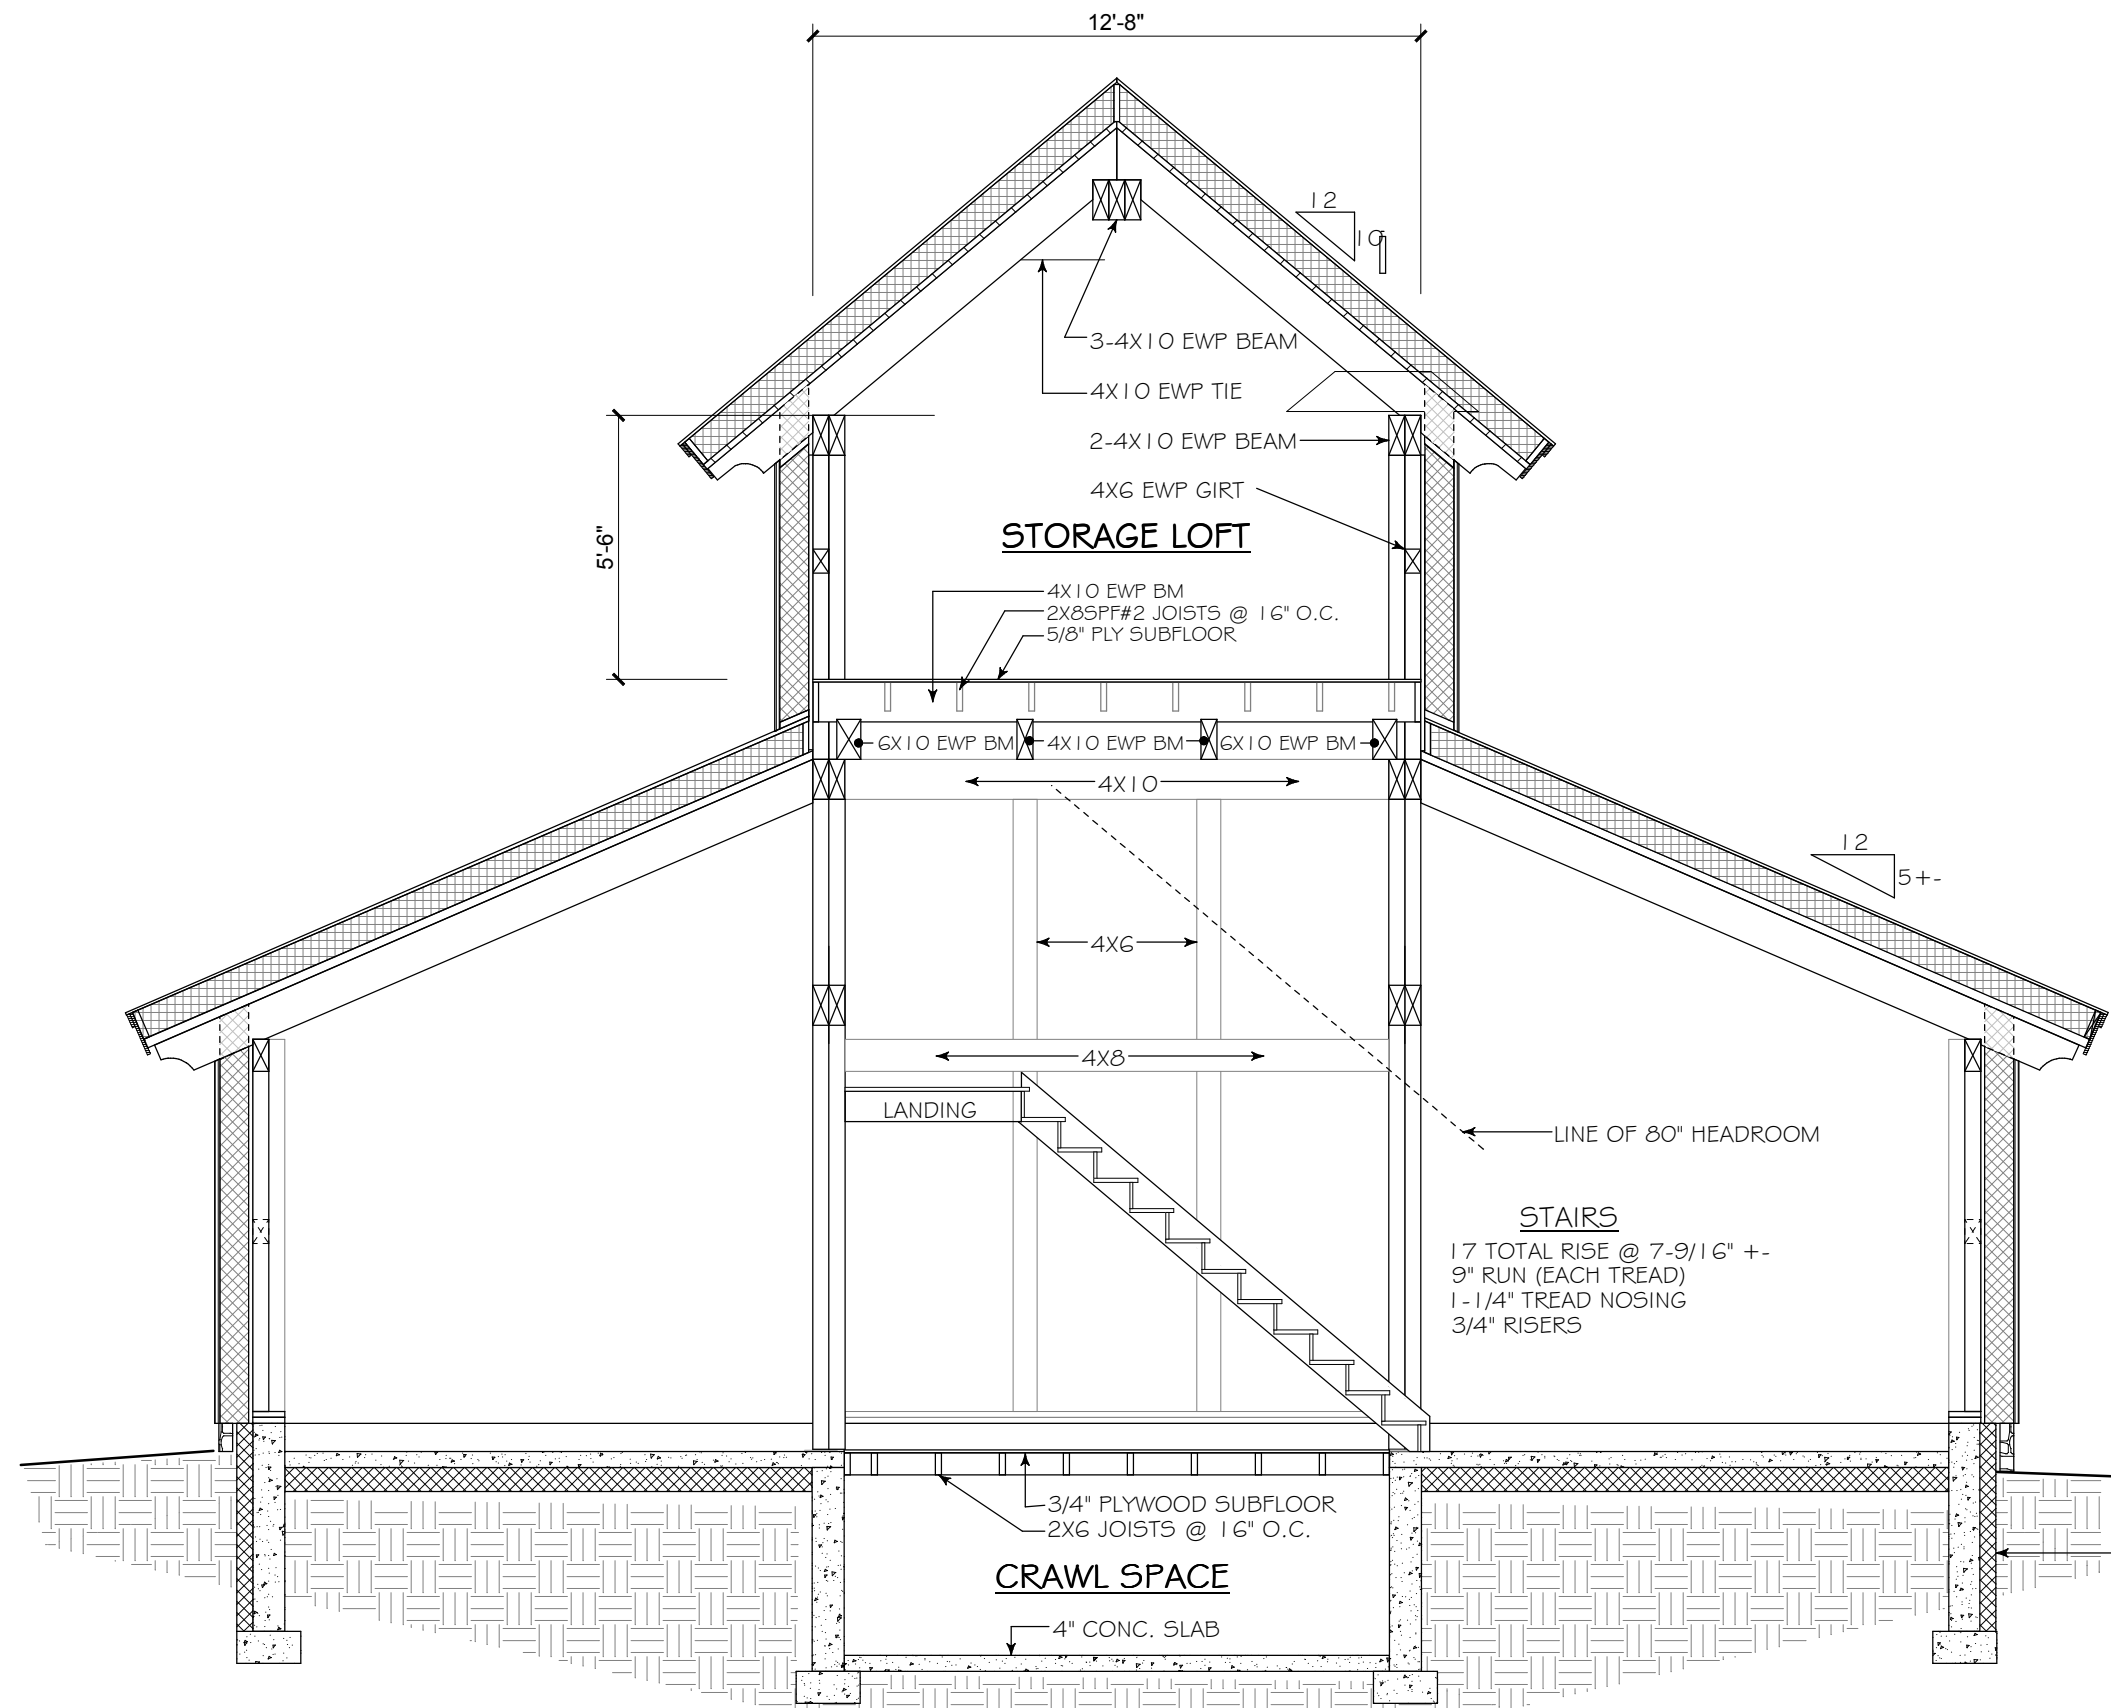 12'-8"
12
10
3-4X10 EWP BEAM
4X10 EWP TIE
2-4X10 EWP BEAM
4X6 EWP GIRT
5'-6"
STORAGE LOFT
4X10 EWP BM
2X8SPF#2 JOISTS @ 16" O.C.
5/8" PLY SUBFLOOR
6X10 EWP BM
4X10 EWP BM
6X10 EWP BM
4X10
12
5+-
4X6
4X8
LANDING
LINE OF 80" HEADROOM
STAIRS
17 TOTAL RISE @ 7-9/16" +-
9" RUN (EACH TREAD)
1-1/4" TREAD NOSING
3/4" RISERS
3/4" PLYWOOD SUBFLOOR
2X6 JOISTS @ 16" O.C.
CRAWL SPACE
4" CONC. SLAB